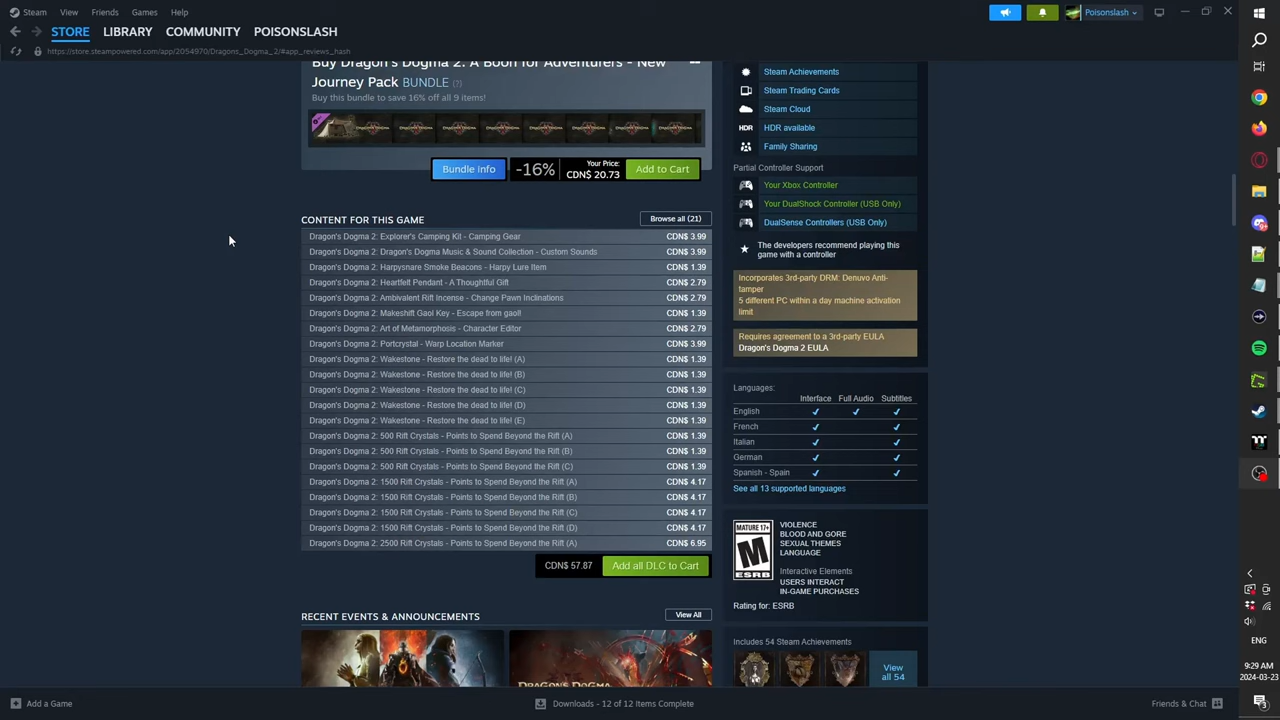 Steam View Friends Games Help
Poisonslash
STORE LIBRARY COMMUNITY POISONSLASH
https://store.steampowered.com/app/2054970/Dragons_Dogma_2/#app_reviews_hash
Buy Dragon's Dogma 2: A Boon for Adventurers - New
Journey Pack BUNDLE (?)
Buy this bundle to save 16% off all 9 items!
Bundle info
-16%
Your Price:
CDN$ 20.73
Add to Cart
CONTENT FOR THIS GAME
Browse all (21)
Dragon's Dogma 2: Explorer's Camping Kit - Camping Gear CDN$ 3.99
Dragon's Dogma 2: Dragon's Dogma Music & Sound Collection - Custom Sounds CDN$ 3.99
Dragon's Dogma 2: Harpysnare Smoke Beacons - Harpy Lure Item CDN$ 1.39
Dragon's Dogma 2: Heartfelt Pendant - A Thoughtful Gift CDN$ 2.79
Dragon's Dogma 2: Ambivalent Rift Incense - Change Pawn Inclinations CDN$ 2.79
Dragon's Dogma 2: Makeshift Gaol Key - Escape from gaol! CDN$ 1.39
Dragon's Dogma 2: Art of Metamorphosis - Character Editor CDN$ 2.79
Dragon's Dogma 2: Portcrystal - Warp Location Marker CDN$ 3.99
Dragon's Dogma 2: Wakestone - Restore the dead to life! (A) CDN$ 1.39
Dragon's Dogma 2: Wakestone - Restore the dead to life! (B) CDN$ 1.39
Dragon's Dogma 2: Wakestone - Restore the dead to life! (C) CDN$ 1.39
Dragon's Dogma 2: Wakestone - Restore the dead to life! (D) CDN$ 1.39
Dragon's Dogma 2: Wakestone - Restore the dead to life! (E) CDN$ 1.39
Dragon's Dogma 2: 500 Rift Crystals - Points to Spend Beyond the Rift (A) CDN$ 1.39
Dragon's Dogma 2: 500 Rift Crystals - Points to Spend Beyond the Rift (B) CDN$ 1.39
Dragon's Dogma 2: 500 Rift Crystals - Points to Spend Beyond the Rift (C) CDN$ 1.39
Dragon's Dogma 2: 1500 Rift Crystals - Points to Spend Beyond the Rift (A) CDN$ 4.17
Dragon's Dogma 2: 1500 Rift Crystals - Points to Spend Beyond the Rift (B) CDN$ 4.17
Dragon's Dogma 2: 1500 Rift Crystals - Points to Spend Beyond the Rift (C) CDN$ 4.17
Dragon's Dogma 2: 1500 Rift Crystals - Points to Spend Beyond the Rift (D) CDN$ 4.17
Dragon's Dogma 2: 2500 Rift Crystals - Points to Spend Beyond the Rift (A) CDN$ 6.95
CDN$ 57.87 Add all DLC to Cart
RECENT EVENTS & ANNOUNCEMENTS
View All
DRAGON'S DOGMA
Steam Achievements
Steam Trading Cards
Steam Cloud
HDR HDR available
Family Sharing
Partial Controller Support
Your Xbox Controller
Your DualShock Controller (USB Only)
DualSense Controllers (USB Only)
The developers recommend playing this
game with a controller
Incorporates 3rd-party DRM: Denuvo Anti-
tamper
5 different PC within a day machine activation
limit
Requires agreement to a 3rd-party EULA
Dragon's Dogma 2 EULA
Languages:
Interface Full Audio Subtitles
English
French
Italian
German
Spanish - Spain
See all 13 supported languages
MATURE 17+
M
ESRB
VIOLENCE
BLOOD AND GORE
SEXUAL THEMES
LANGUAGE
Interactive Elements
USERS INTERACT
IN-GAME PURCHASES
Rating for: ESRB
Includes 54 Steam Achievements
View
all 54
Add a Game
Downloads - 12 of 12 Items Complete
Friends & Chat
ENG
9:29 AM
2024-03-23